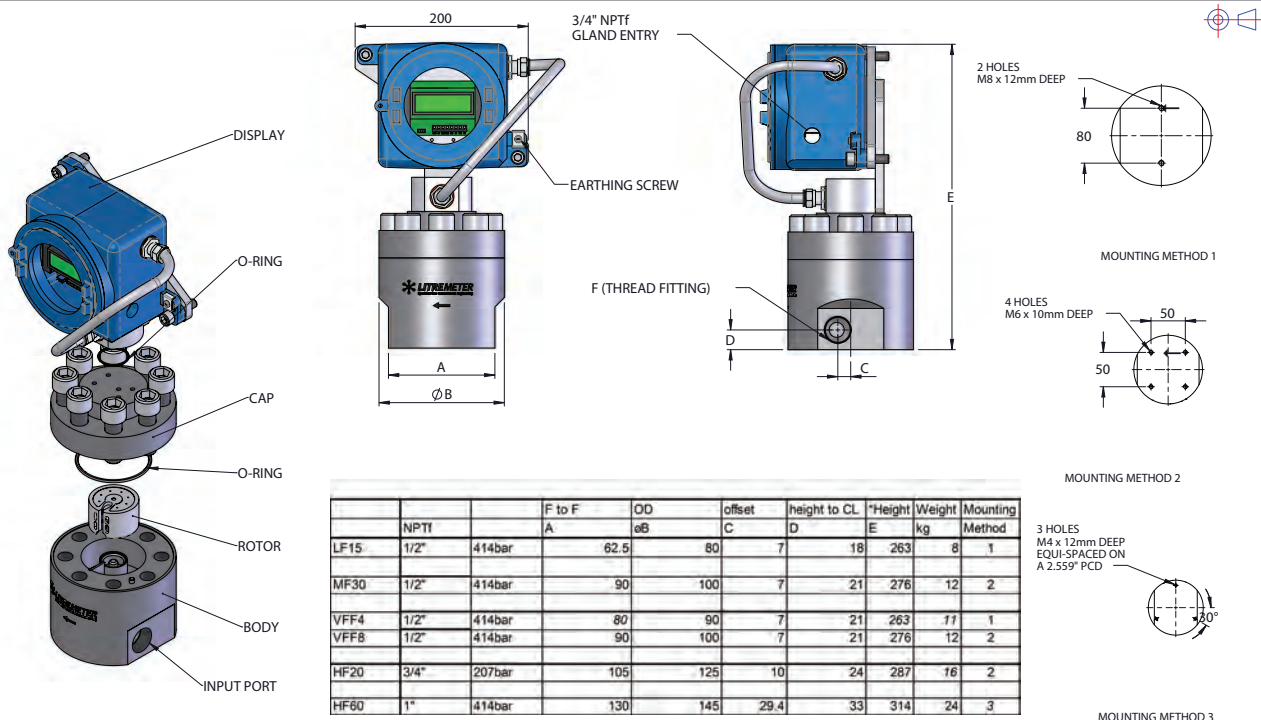 200
3/4" NPTf
GLAND ENTRY
EARTHING SCREW
E
F (THREAD FITTING)
D
C
A
ØB
LITREMETER
DISPLAY
O-RING
CAP
O-RING
ROTOR
BODY
INPUT PORT
LITREMETER
2 HOLES
M8 x 12mm DEEP
80
MOUNTING METHOD 1
4 HOLES
M6 x 10mm DEEP
50
50
MOUNTING METHOD 2
3 HOLES
M4 x 12mm DEEP
EQUI-SPACED ON
A 2.559" PCD
30°
MOUNTING METHOD 3
F to F OD offset height to CL *Height Weight Mounting
NPTf A øB C D E kg Method
LF15 1/2" 414bar 62.5 80 7 18 263 8 1
MF30 1/2" 414bar 90 100 7 21 276 12 2
VFF4 1/2" 414bar 80 90 7 21 263 11 1
VFF8 1/2" 414bar 90 100 7 21 276 12 2
HF20 3/4" 207bar 105 125 10 24 287 16 2
HF60 1" 414bar 130 145 29.4 33 314 24 3